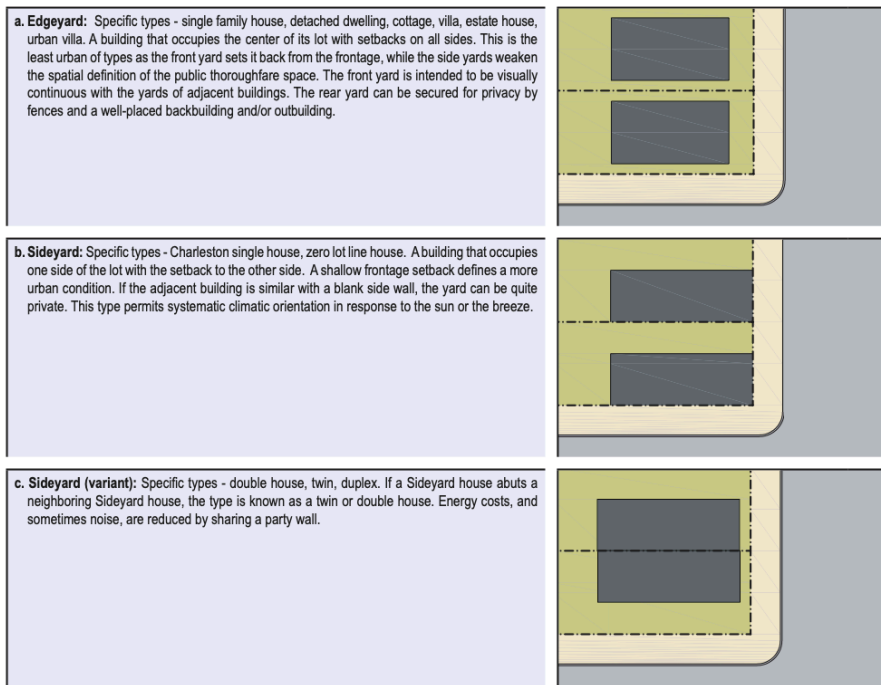 a. Edgeyard: Specific types - single family house, detached dwelling, cottage, villa, estate house,
urban villa. A building that occupies the center of its lot with setbacks on all sides. This is the
least urban of types as the front yard sets it back from the frontage, while the side yards weaken
the spatial definition of the public thoroughfare space. The front yard is intended to be visually
continuous with the yards of adjacent buildings. The rear yard can be secured for privacy by
fences and a well-placed backbuilding and/or outbuilding.
b. Sideyard: Specific types - Charleston single house, zero lot line house. A building that occupies
one side of the lot with the setback to the other side. A shallow frontage setback defines a more
urban condition. If the adjacent building is similar with a blank side wall, the yard can be quite
private. This type permits systematic climatic orientation in response to the sun or the breeze.
c. Sideyard (variant): Specific types - double house, twin, duplex. If a Sideyard house abuts a
neighboring Sideyard house, the type is known as a twin or double house. Energy costs, and
sometimes noise, are reduced by sharing a party wall.